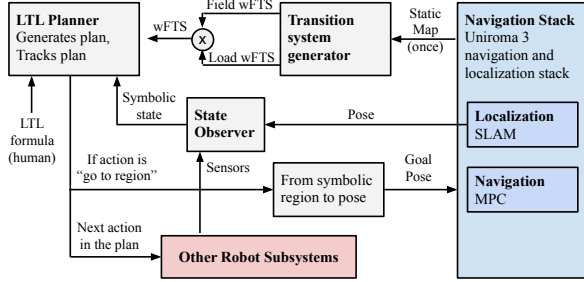 LTL Planner
Generates plan,
Tracks plan
wFTS
x
Field wFTS
Load wFTS
Transition
system
generator
Static
Map
(once)
Navigation Stack
Uniroma 3
navigation and
localization stack
Localization
SLAM
Navigation
MPC
LTL
formula
(human)
Symbolic
state
State
Observer
Pose
If action is
“go to region”
Sensors
From symbolic
region to pose
Goal
Pose
Next action
in the plan
Other Robot Subsystems